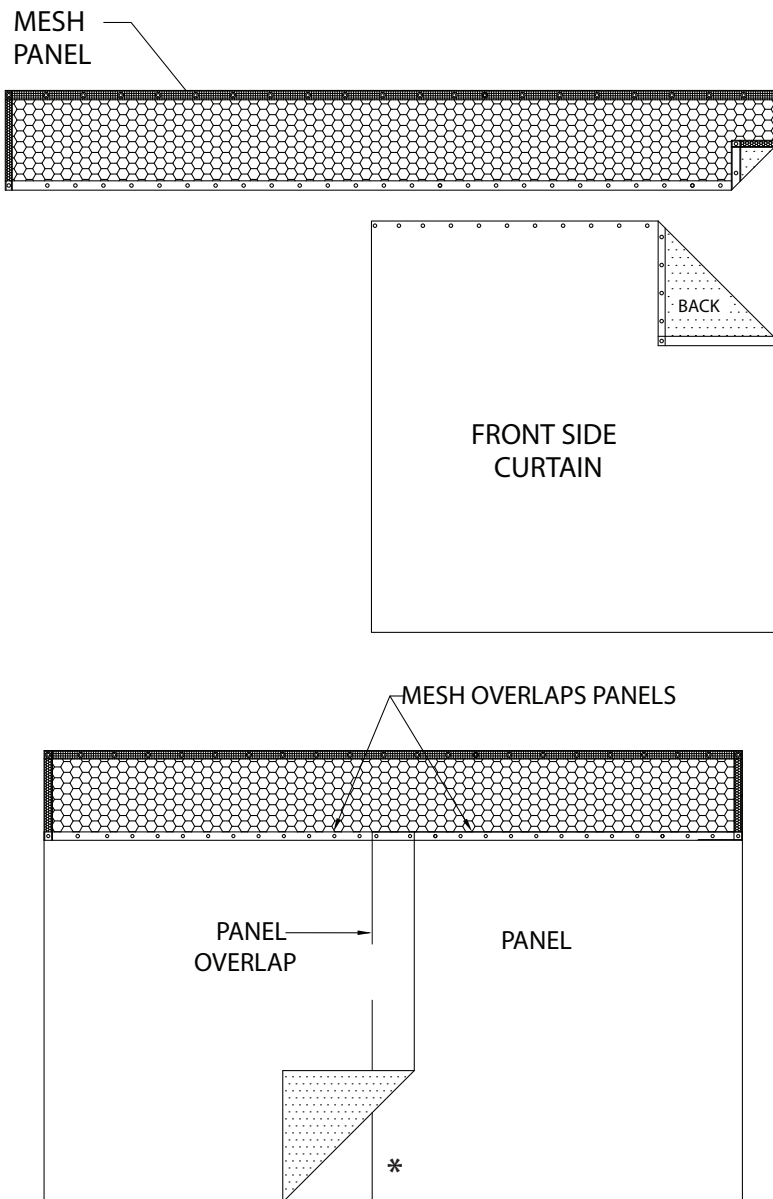 MESH
PANEL
BACK
FRONT SIDE
CURTAIN
MESH OVERLAPS PANELS
PANEL
OVERLAP
PANEL
*